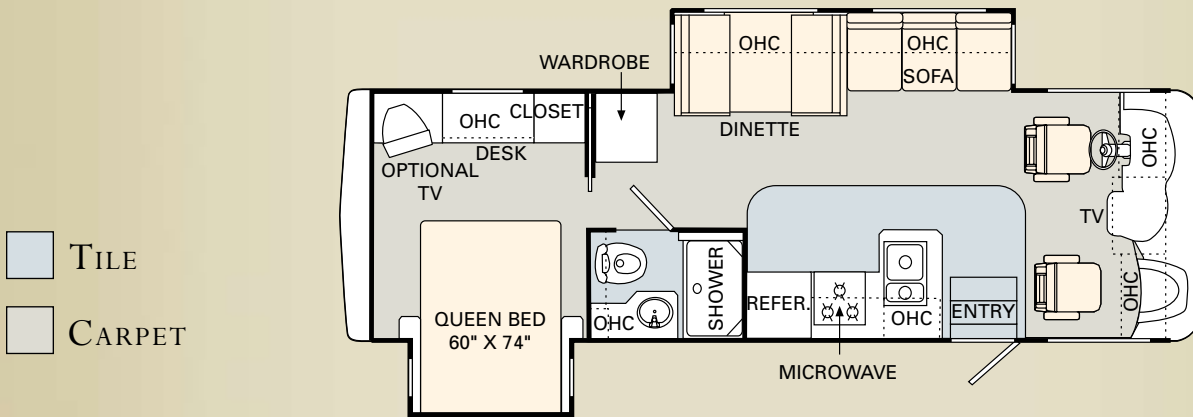 TILE
CARPET
WARDROBE
OHC
OHC
SOFA
DINETTE
CLOSET
OHC
DESK
OPTIONAL
TV
OHC
TV
QUEEN BED
60" X 74"
OHC
SHOWER
REFER.
OHC
ENTRY
OHC
MICROWAVE